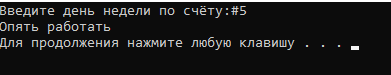 Введите день недели по счёту:#5
Опять работать
Для продолжения нажмите любую клавишу . . .